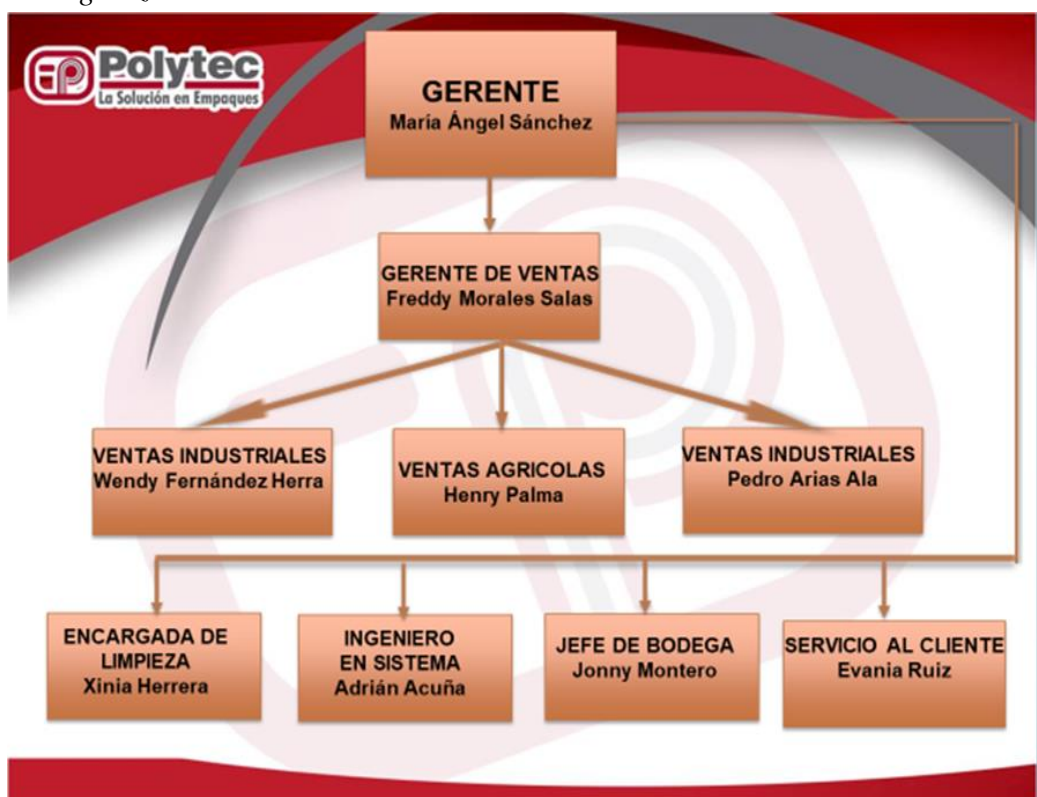 Polytec
La Solución en Empaques
GERENTE
María Ángel Sánchez
GERENTE DE VENTAS
Freddy Morales Salas
VENTAS INDUSTRIALES
Wendy Fernández Herra
VENTAS AGRICOLAS
Henry Palma
VENTAS INDUSTRIALES
Pedro Arias Ala
ENCARGADA DE
LIMPIEZA
Xinia Herrera
INGENIERO
EN SISTEMA
Adrián Acuña
JEFE DE BODEGA
Jonny Montero
SERVICIO AL CLIENTE
Evania Ruiz